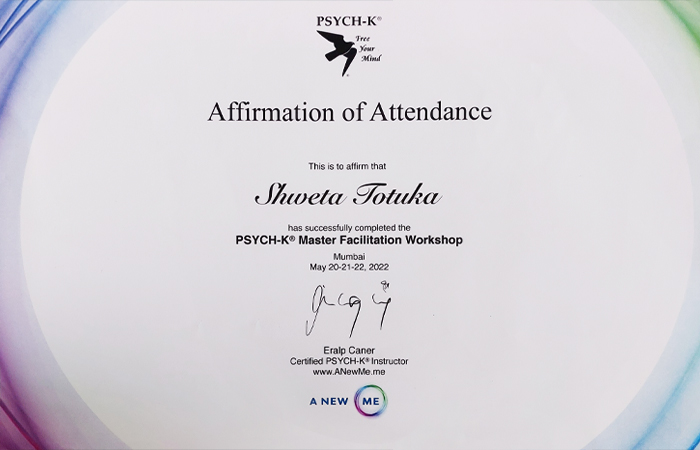 PSYCH-K®
Free
Your
Mind
Affirmation of Attendance
This is to affirm that
Shweta Totuka
has successfully completed the
PSYCH-K® Master Facilitation Workshop
Mumbai
May 20-21-22, 2022
Eralp Caner
Certified PSYCH-K® Instructor
www.ANewMe.me
A NEW ME